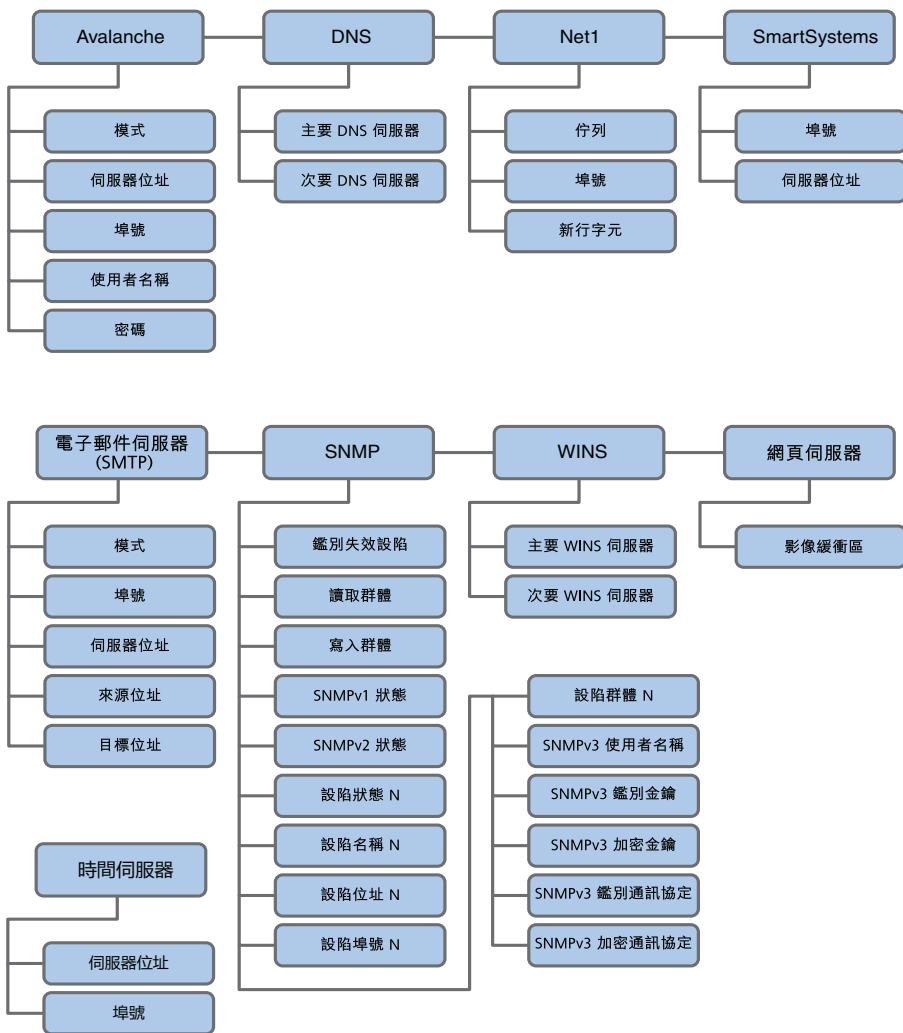 Avalanche
模式
伺服器位址
埠號
使用者名稱
密碼
DNS
主要 DNS 伺服器
次要 DNS 伺服器
Net1
佇列
埠號
新行字元
SmartSystems
埠號
伺服器位址
電子郵件伺服器
(SMTP)
模式
埠號
伺服器位址
來源位址
目標位址
SNMP
鑑別失效設陷
讀取群體
寫入群體
SNMPv1 狀態
SNMPv2 狀態
設陷狀態 N
設陷名稱 N
設陷位址 N
設陷埠號 N
設陷群體 N
SNMPv3 使用者名稱
SNMPv3 鑑別金鑰
SNMPv3 加密金鑰
SNMPv3 鑑別通訊協定
SNMPv3 加密通訊協定
WINS
主要 WINS 伺服器
次要 WINS 伺服器
網頁伺服器
影像緩衝區
時間伺服器
伺服器位址
埠號